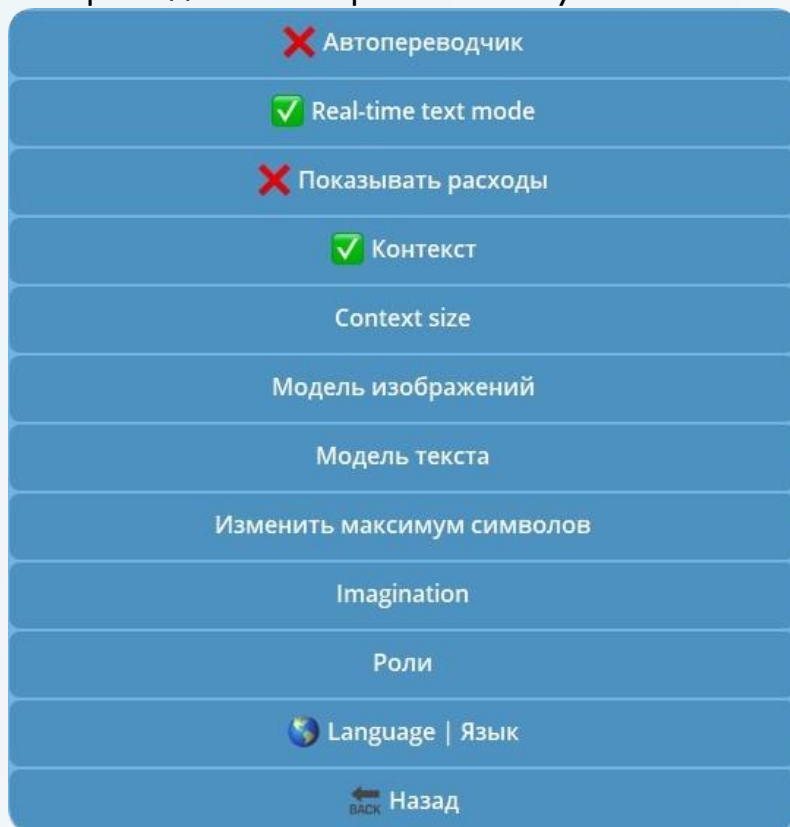 ❌ Автопереводчик
✅ Real-time text mode
❌ Показывать расходы
✅ Контекст
Context size
Модель изображений
Модель текста
Изменить максимум символов
Imagination
Роли
🌎 Language | Язык
🔙 Назад